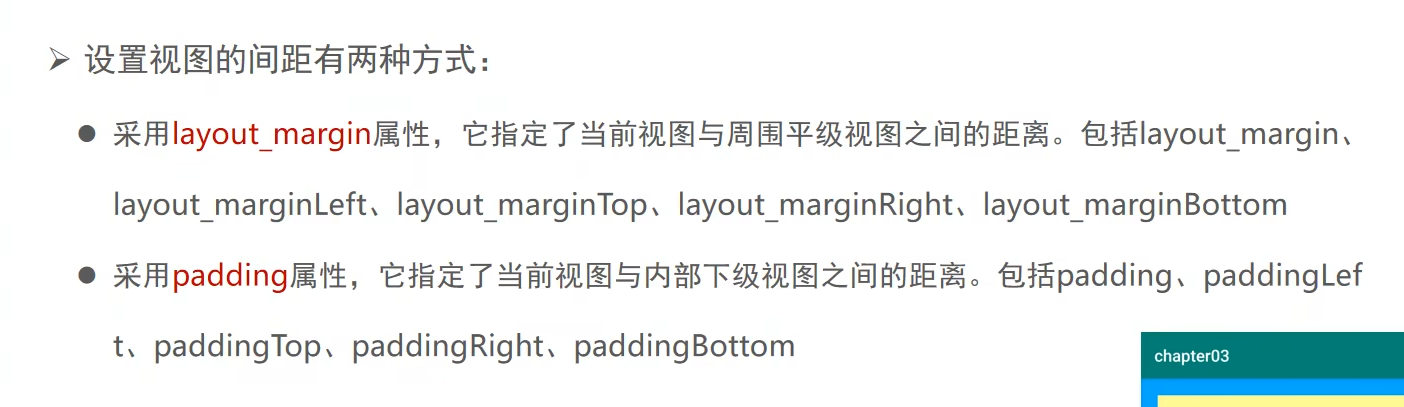 设置视图的间距有两种方式：
采用layout_margin属性，它指定了当前视图与周围平级视图之间的距离。包括layout_margin、
layout_marginLeft、layout_marginTop、layout_marginRight、layout_marginBottom
采用padding属性，它指定了当前视图与内部下级视图之间的距离。包括padding、paddingLef
t、paddingTop、paddingRight、paddingBottom
chapter03